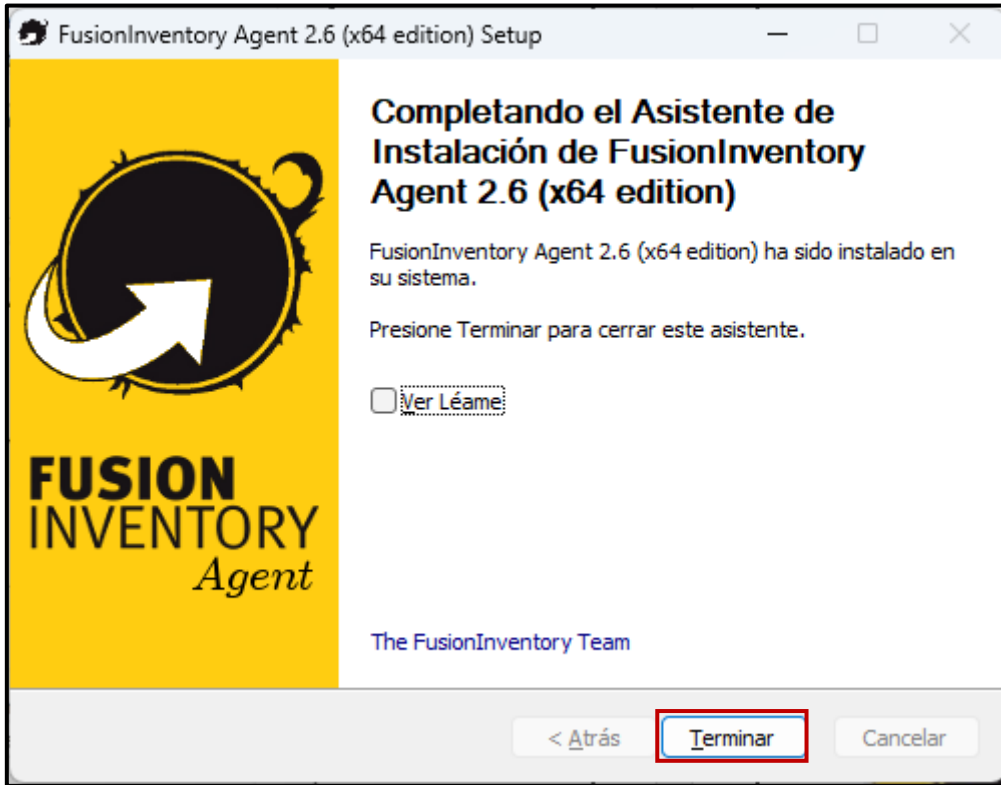 FusionInventory Agent 2.6 (x64 edition) Setup
Completando el Asistente de
Instalación de FusionInventory
Agent 2.6 (x64 edition)
FusionInventory Agent 2.6 (x64 edition) ha sido instalado en
su sistema.
Presione Terminar para cerrar este asistente.
Ver Léame
FUSION
INVENTORY
Agent
The FusionInventory Team
< Atrás
Terminar
Cancelar